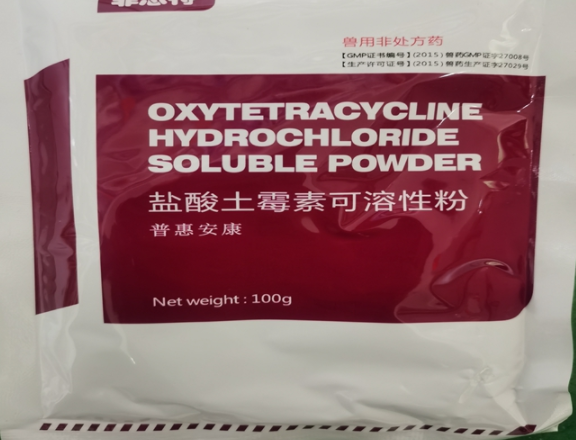 兽用非处方药
【GMP证书编号】(2015)兽药GMP证字27008号
【生产许可证号】(2015)兽药生产证字27029号
OXYTETRACYCLINE
HYDROCHLORIDE
SOLUBLE POWDER
盐酸土霉素可溶性粉
普惠安康
Net weight : 100g